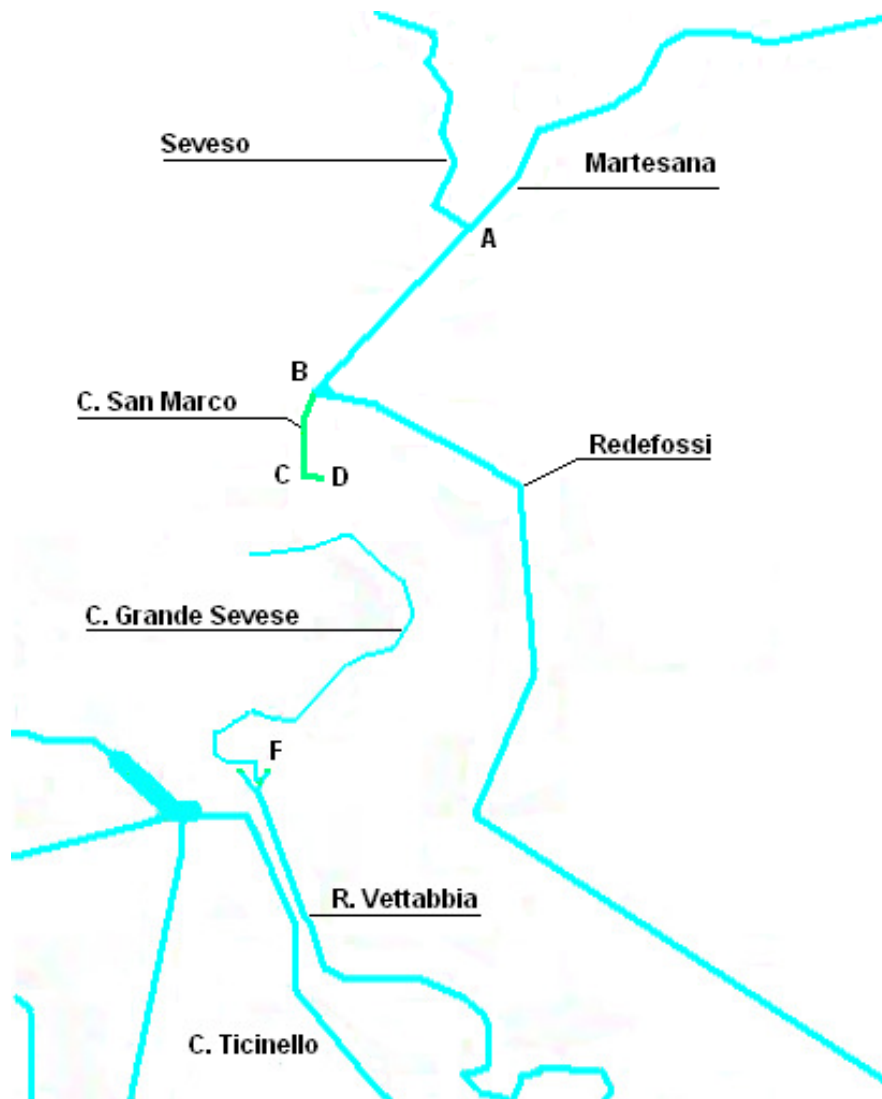 Seveso
Martesana
A
B
C. San Marco
Redefossi
C
D
C. Grande Sevese
F
R. Vettabbia
C. Ticinello